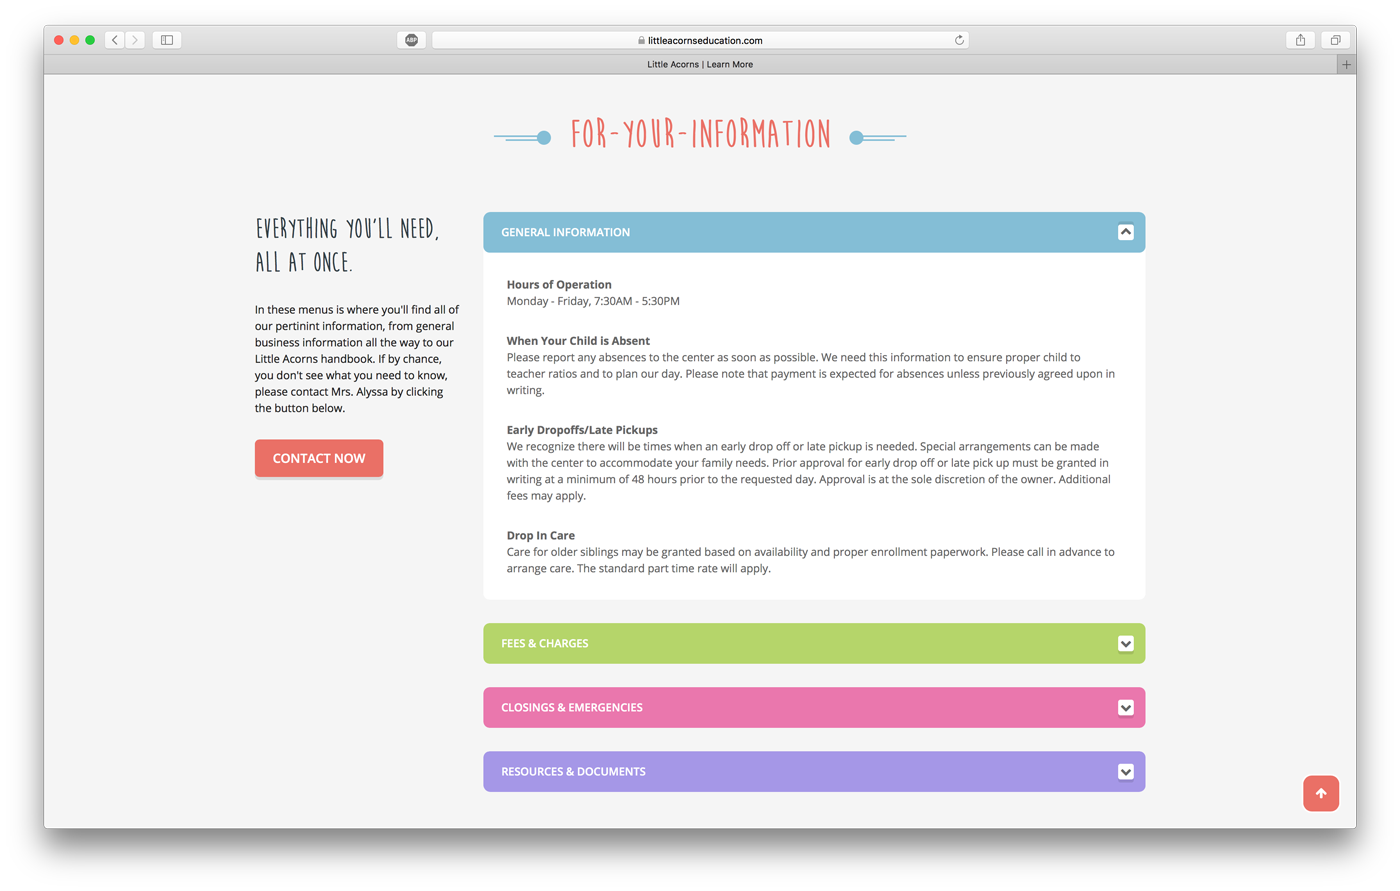 ABP
littleacornseducation.com
Little Acorns | Learn More
FOR-YOUR-INFORMATION
EVERYTHING YOU'LL NEED,
ALL AT ONCE.
In these menus is where you'll find all of
our pertinint information, from general
business information all the way to our
Little Acorns handbook. If by chance,
you don't see what you need to know,
please contact Mrs. Alyssa by clicking
the button below.
CONTACT NOW
GENERAL INFORMATION
Hours of Operation
Monday - Friday, 7:30AM - 5:30PM
When Your Child is Absent
Please report any absences to the center as soon as possible. We need this information to ensure proper child to
teacher ratios and to plan our day. Please note that payment is expected for absences unless previously agreed upon in
writing.
Early Dropoffs/Late Pickups
We recognize there will be times when an early drop off or late pickup is needed. Special arrangements can be made
with the center to accommodate your family needs. Prior approval for early drop off or late pick up must be granted in
writing at a minimum of 48 hours prior to the requested day. Approval is at the sole discretion of the owner. Additional
fees may apply.
Drop In Care
Care for older siblings may be granted based on availability and proper enrollment paperwork. Please call in advance to
arrange care. The standard part time rate will apply.
FEES & CHARGES
CLOSINGS & EMERGENCIES
RESOURCES & DOCUMENTS